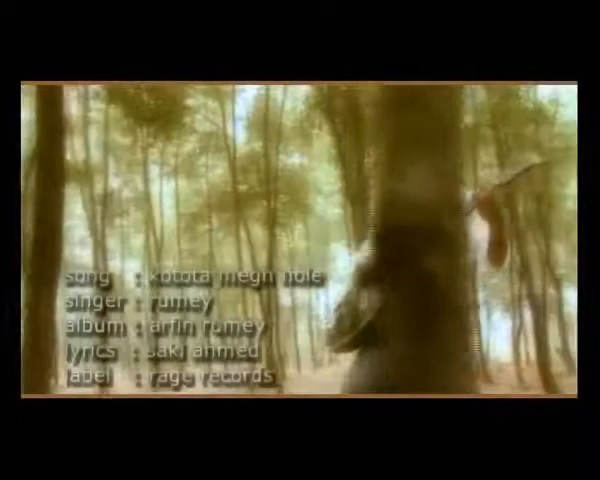 song : kotota megh hole
singer : rumey
album : arfin rumey
lyrics : saki ahmed
label : rage records